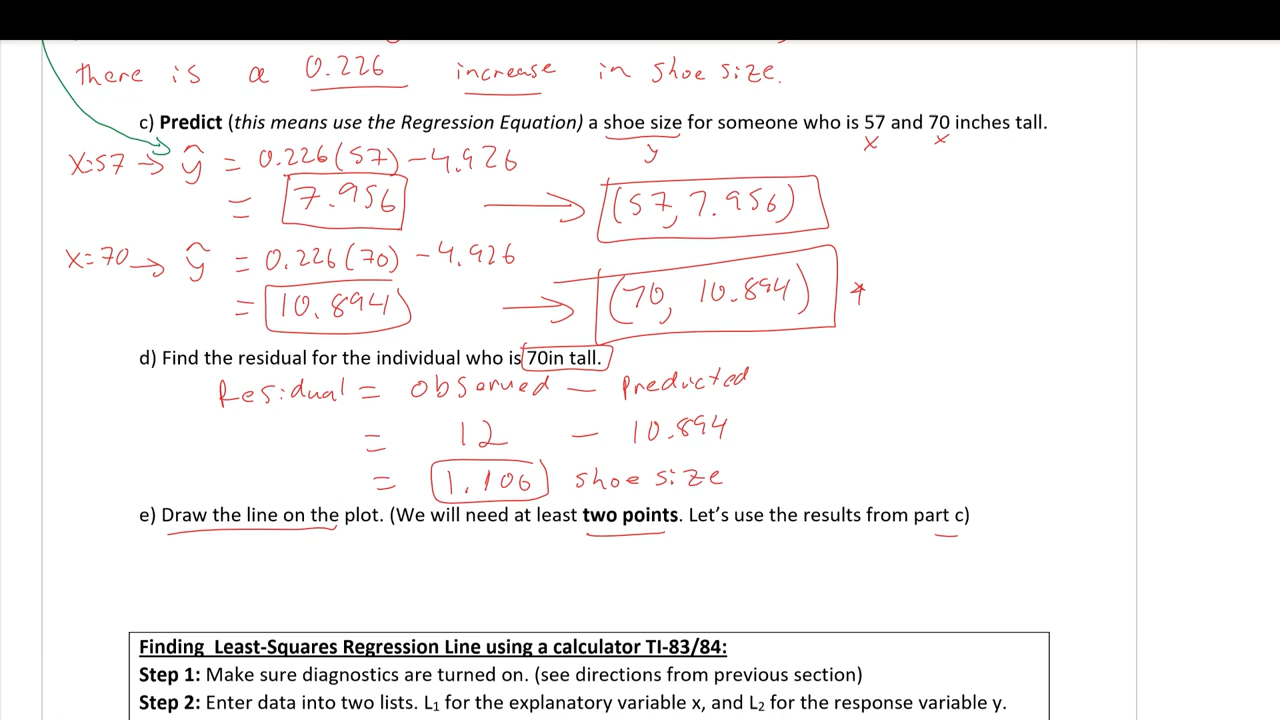 there is a 0.226 increase in shoe size.
c) Predict (this means use the Regression Equation) a shoe size for someone who is 57 and 70 inches tall.
y x x
x=57 → ŷ = 0.226(57) - 4.926
= 7.956 → (57, 7.956)
x=70 → ŷ = 0.226(70) - 4.926
= 10.894 → (70, 10.894) *
d) Find the residual for the individual who is 70in tall.
Residual = observed - predicted
= 12 - 10.894
= 1.106 shoe size
e) Draw the line on the plot. (We will need at least two points. Let's use the results from part c)
Finding Least-Squares Regression Line using a calculator TI-83/84:
Step 1: Make sure diagnostics are turned on. (see directions from previous section)
Step 2: Enter data into two lists. L₁ for the explanatory variable x, and L₂ for the response variable y.